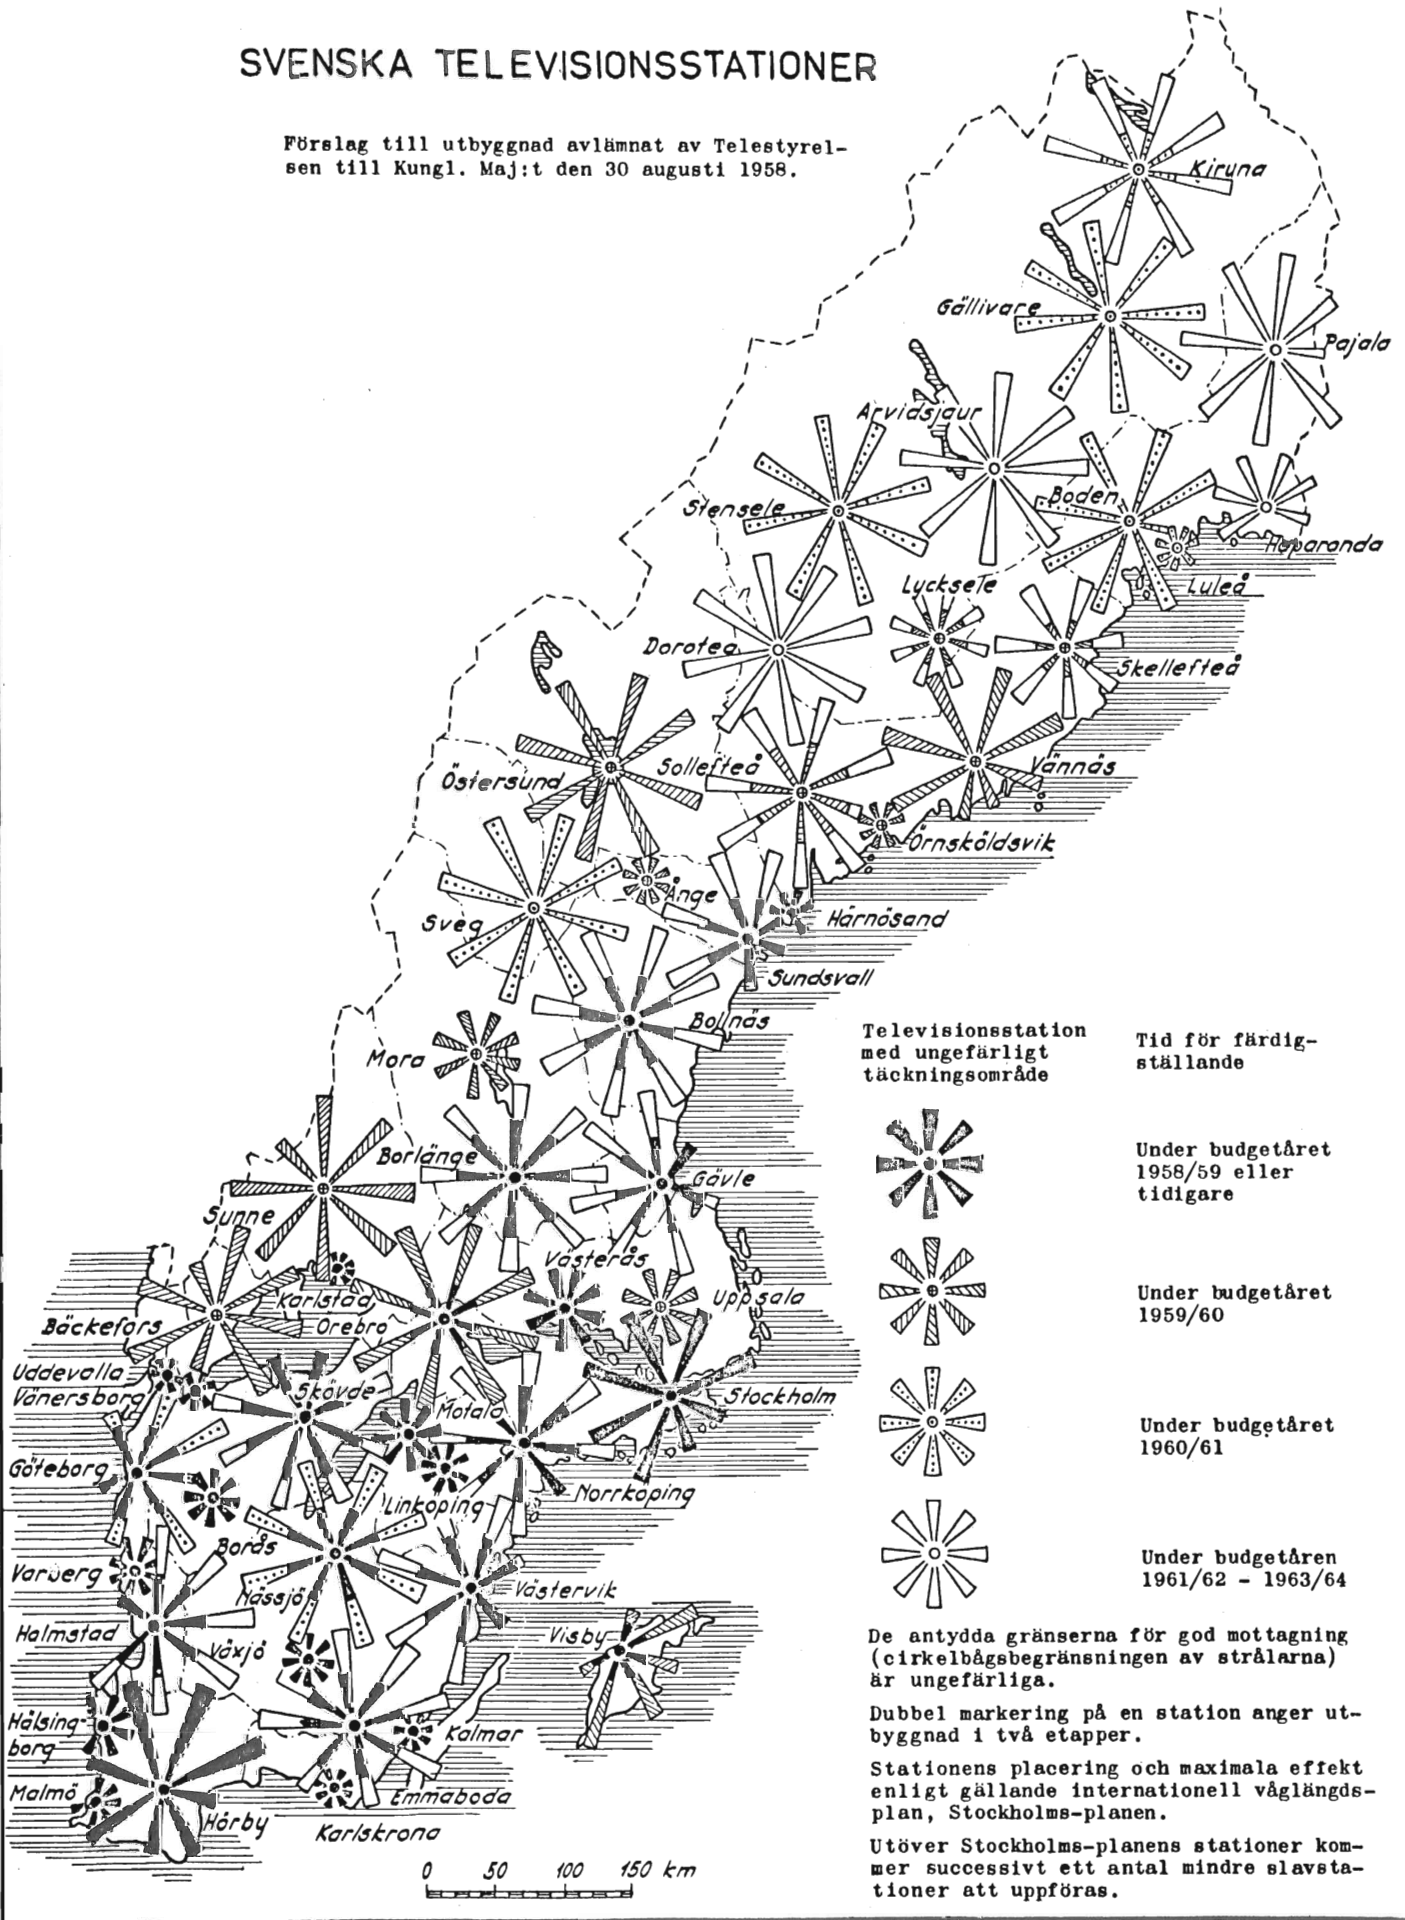 SVENSKA TELEVISIONSSTATIONER
Förslag till utbyggnad avlämnat av Telestyrel-
sen till Kungl. Maj:t den 30 augusti 1958.
Kiruna
Gällivare
Pajala
Arvidsjaur
Stensele
Boden
Haparanda
Luleå
Lycksele
Dorotea
Skellefteå
Östersund
Sollefteå
Vännäs
Örnsköldsvik
Ånge
Sveg
Härnösand
Sundsvall
Bollnäs
Mora
Borlänge
Gävle
Sunne
Västerås
Karlstad
Örebro
Uppsala
Bäckefors
Uddevalla
Vänersborg
Skövde
Motala
Stockholm
Göteborg
Linköping
Norrköping
Borås
Varberg
Nässjö
Västervik
Halmstad
Växjö
Visby
Hälsing-
borg
Kalmar
Malmö
Hörby
Emmaboda
Karlskrona
0 50 100 150 km
Televisionsstation
med ungefärligt
täckningsområde
Tid för färdig-
ställande
Under budgetåret
1958/59 eller
tidigare
Under budgetåret
1959/60
Under budgetåret
1960/61
Under budgetåren
1961/62 - 1963/64
De antydda gränserna för god mottagning
(cirkelbågsbegränsningen av strålarna)
är ungefärliga.
Dubbel markering på en station anger ut-
byggnad i två etapper.
Stationens placering och maximala effekt
enligt gällande internationell våglängds-
plan, Stockholms-planen.
Utöver Stockholms-planens stationer kom-
mer successivt ett antal mindre slavsta-
tioner att uppföras.